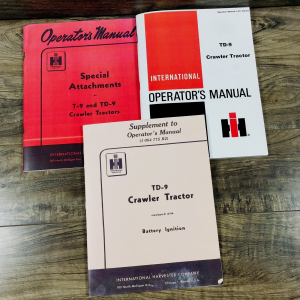 Operator's Manual
Special
Attachments
T-9 and TD-9
Crawler Tractors
INTERNATIONAL
TD-9
Crawler Tractor
INTERNATIONAL
OPERATOR'S MANUAL
Supplement to
Operator's Manual
TD-9
Crawler Tractor
Battery Ignition
INTERNATIONAL HARVESTER COMPANY